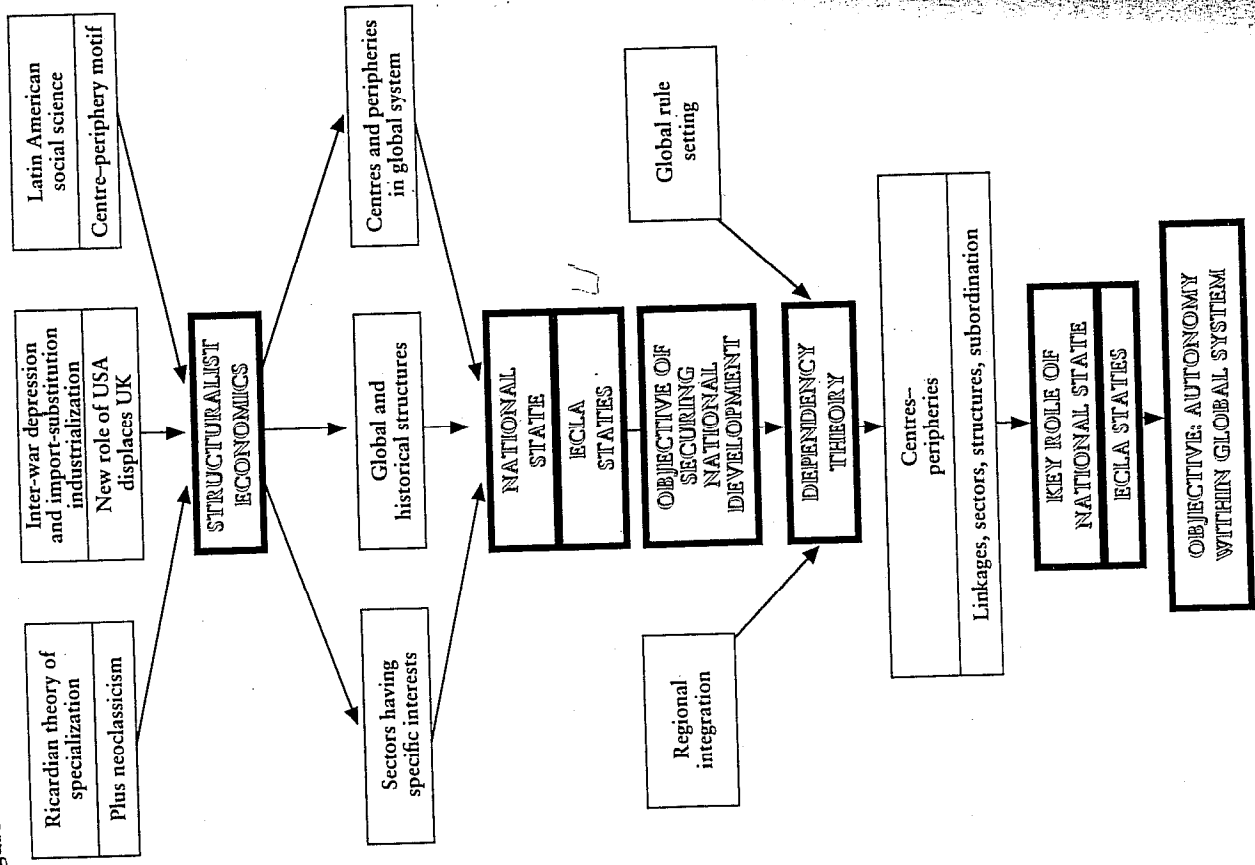 Ricardian theory of
specialization
Plus neoclassicism
Inter-war depression
and import-substitution
industrialization
New role of USA
displaces UK
Latin American
social science
Centre–periphery motif
STRUCTURALIST
ECONOMICS
Sectors having
specific interests
Global and
historical structures
Centres and peripheries
in global system
NATIONAL
STATE
ECLA
STATES
OBJECTIVE OF
SECURING
NATIONAL
DEVELOPMENT
Regional
integration
DEPENDENCY
THEORY
Global rule
setting
Centres–
peripheries
Linkages, sectors, structures, subordination
KEY ROLE OF
NATIONAL STATE
ECLA STATES
OBJECTIVE: AUTONOMY
WITHIN GLOBAL SYSTEM